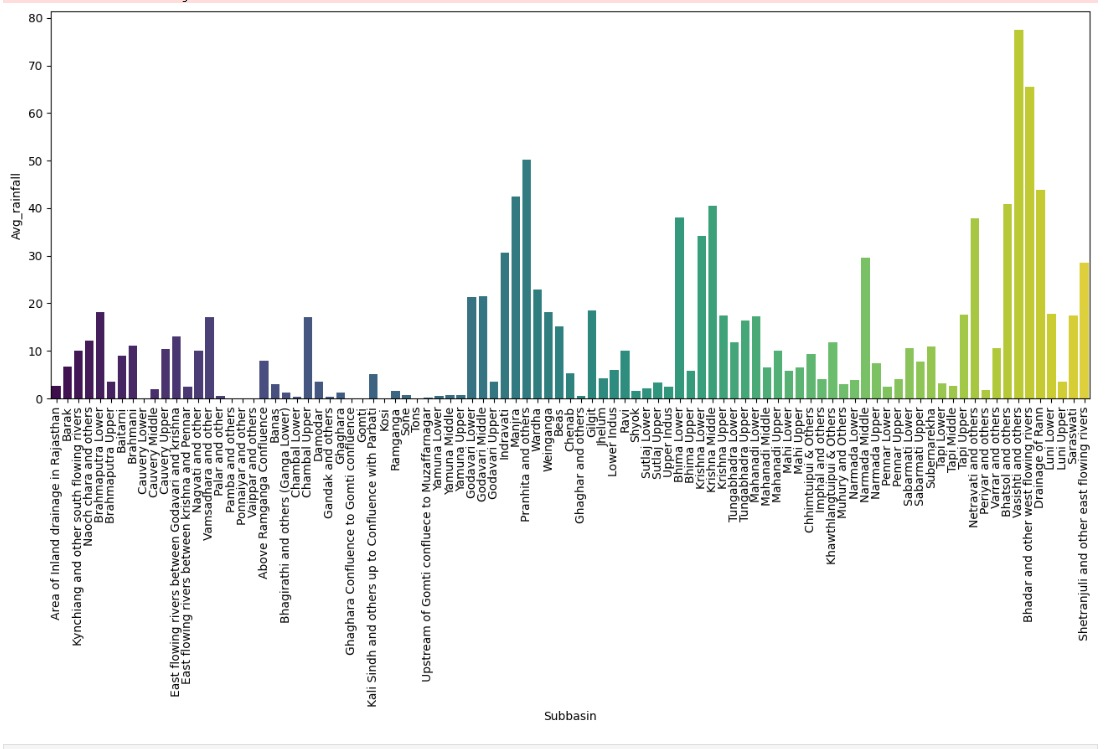 80
70
60
50
40
30
20
10
0
Avg_rainfall
Area of Inland drainage in Rajasthan
Barak
Kynchiang and other south flowing rivers
Naoch chara and others
Brahmaputra Lower
Brahmaputra Upper
Baitarni
Brahmani
Cauvery Lower
Cauvery Middle
Cauvery Upper
East flowing rivers between Godavari and krishna
East flowing rivers between krishna and Pennar
Nagvati and other
Vamsadhara and other
Palar and other
Pamba and others
Ponnaiyar and other
Vaippar and others
Above Ramganga Confluence
Banas
Bhagirathi and others (Ganga Lower)
Chambal Lower
Chambal Upper
Damodar
Gandak and others
Ghaghara
Ghaghara Confluence to Gomti confluence
Gomti
Kali Sindh and others up to Confluence with Parbati
Kosi
Ramganga
Sone
Tons
Upstream of Gomti confluece to Muzaffarnagar
Yamuna Lower
Yamuna Middle
Yamuna Upper
Godavari Lower
Godavari Middle
Godavari Upper
Indravati
Manjra
Pranhita and others
Wardha
Weinganga
Beas
Chenab
Ghaghar and others
Gilgit
Jhelum
Lower Indus
Ravi
Shyok
Sutlaj Lower
Sutlaj Upper
Upper Indus
Bhima Lower
Bhima Upper
Krishna Lower
Krishna Middle
Krishna Upper
Tungabhadra Lower
Tungabhadra Upper
Mahanadi Lower
Mahanadi Middle
Mahanadi Upper
Mahi Lower
Mahi Upper
Chhimtuipui & Others
Imphal and others
Khawthlangtuipui & Others
Muhury and Others
Narmada Lower
Narmada Middle
Narmada Upper
Pennar Lower
Pennar Upper
Sabarmati Lower
Sabarmati Upper
Subernarekha
Tapi Lower
Tapi Middle
Tapi Upper
Netravati and others
Periyar and others
Varrar and others
Bhatsol and others
Vasishti and others
Bhadar and other west flowing rivers
Drainage of Rann
Luni Lower
Luni Upper
Saraswati
Shetranjuli and other east flowing rivers
Subbasin